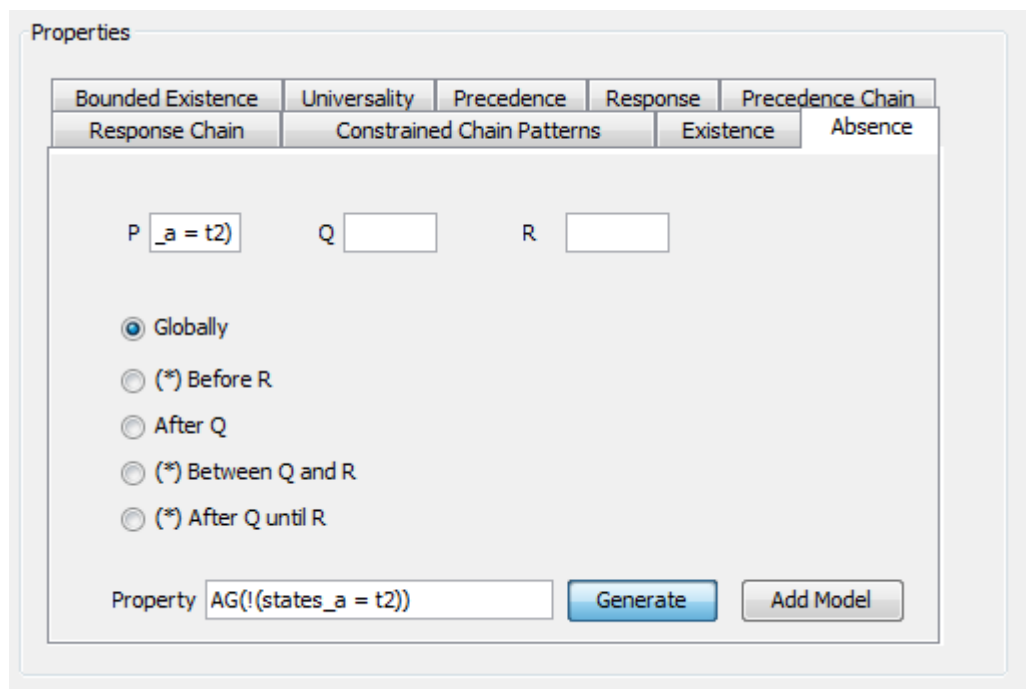 Properties
Bounded Existence Universality Precedence Response Precedence Chain
Response Chain Constrained Chain Patterns Existence Absence
P _a = t2) Q R
Globally
(*) Before R
After Q
(*) Between Q and R
(*) After Q until R
Property AG(!(states_a = t2)) Generate Add Model